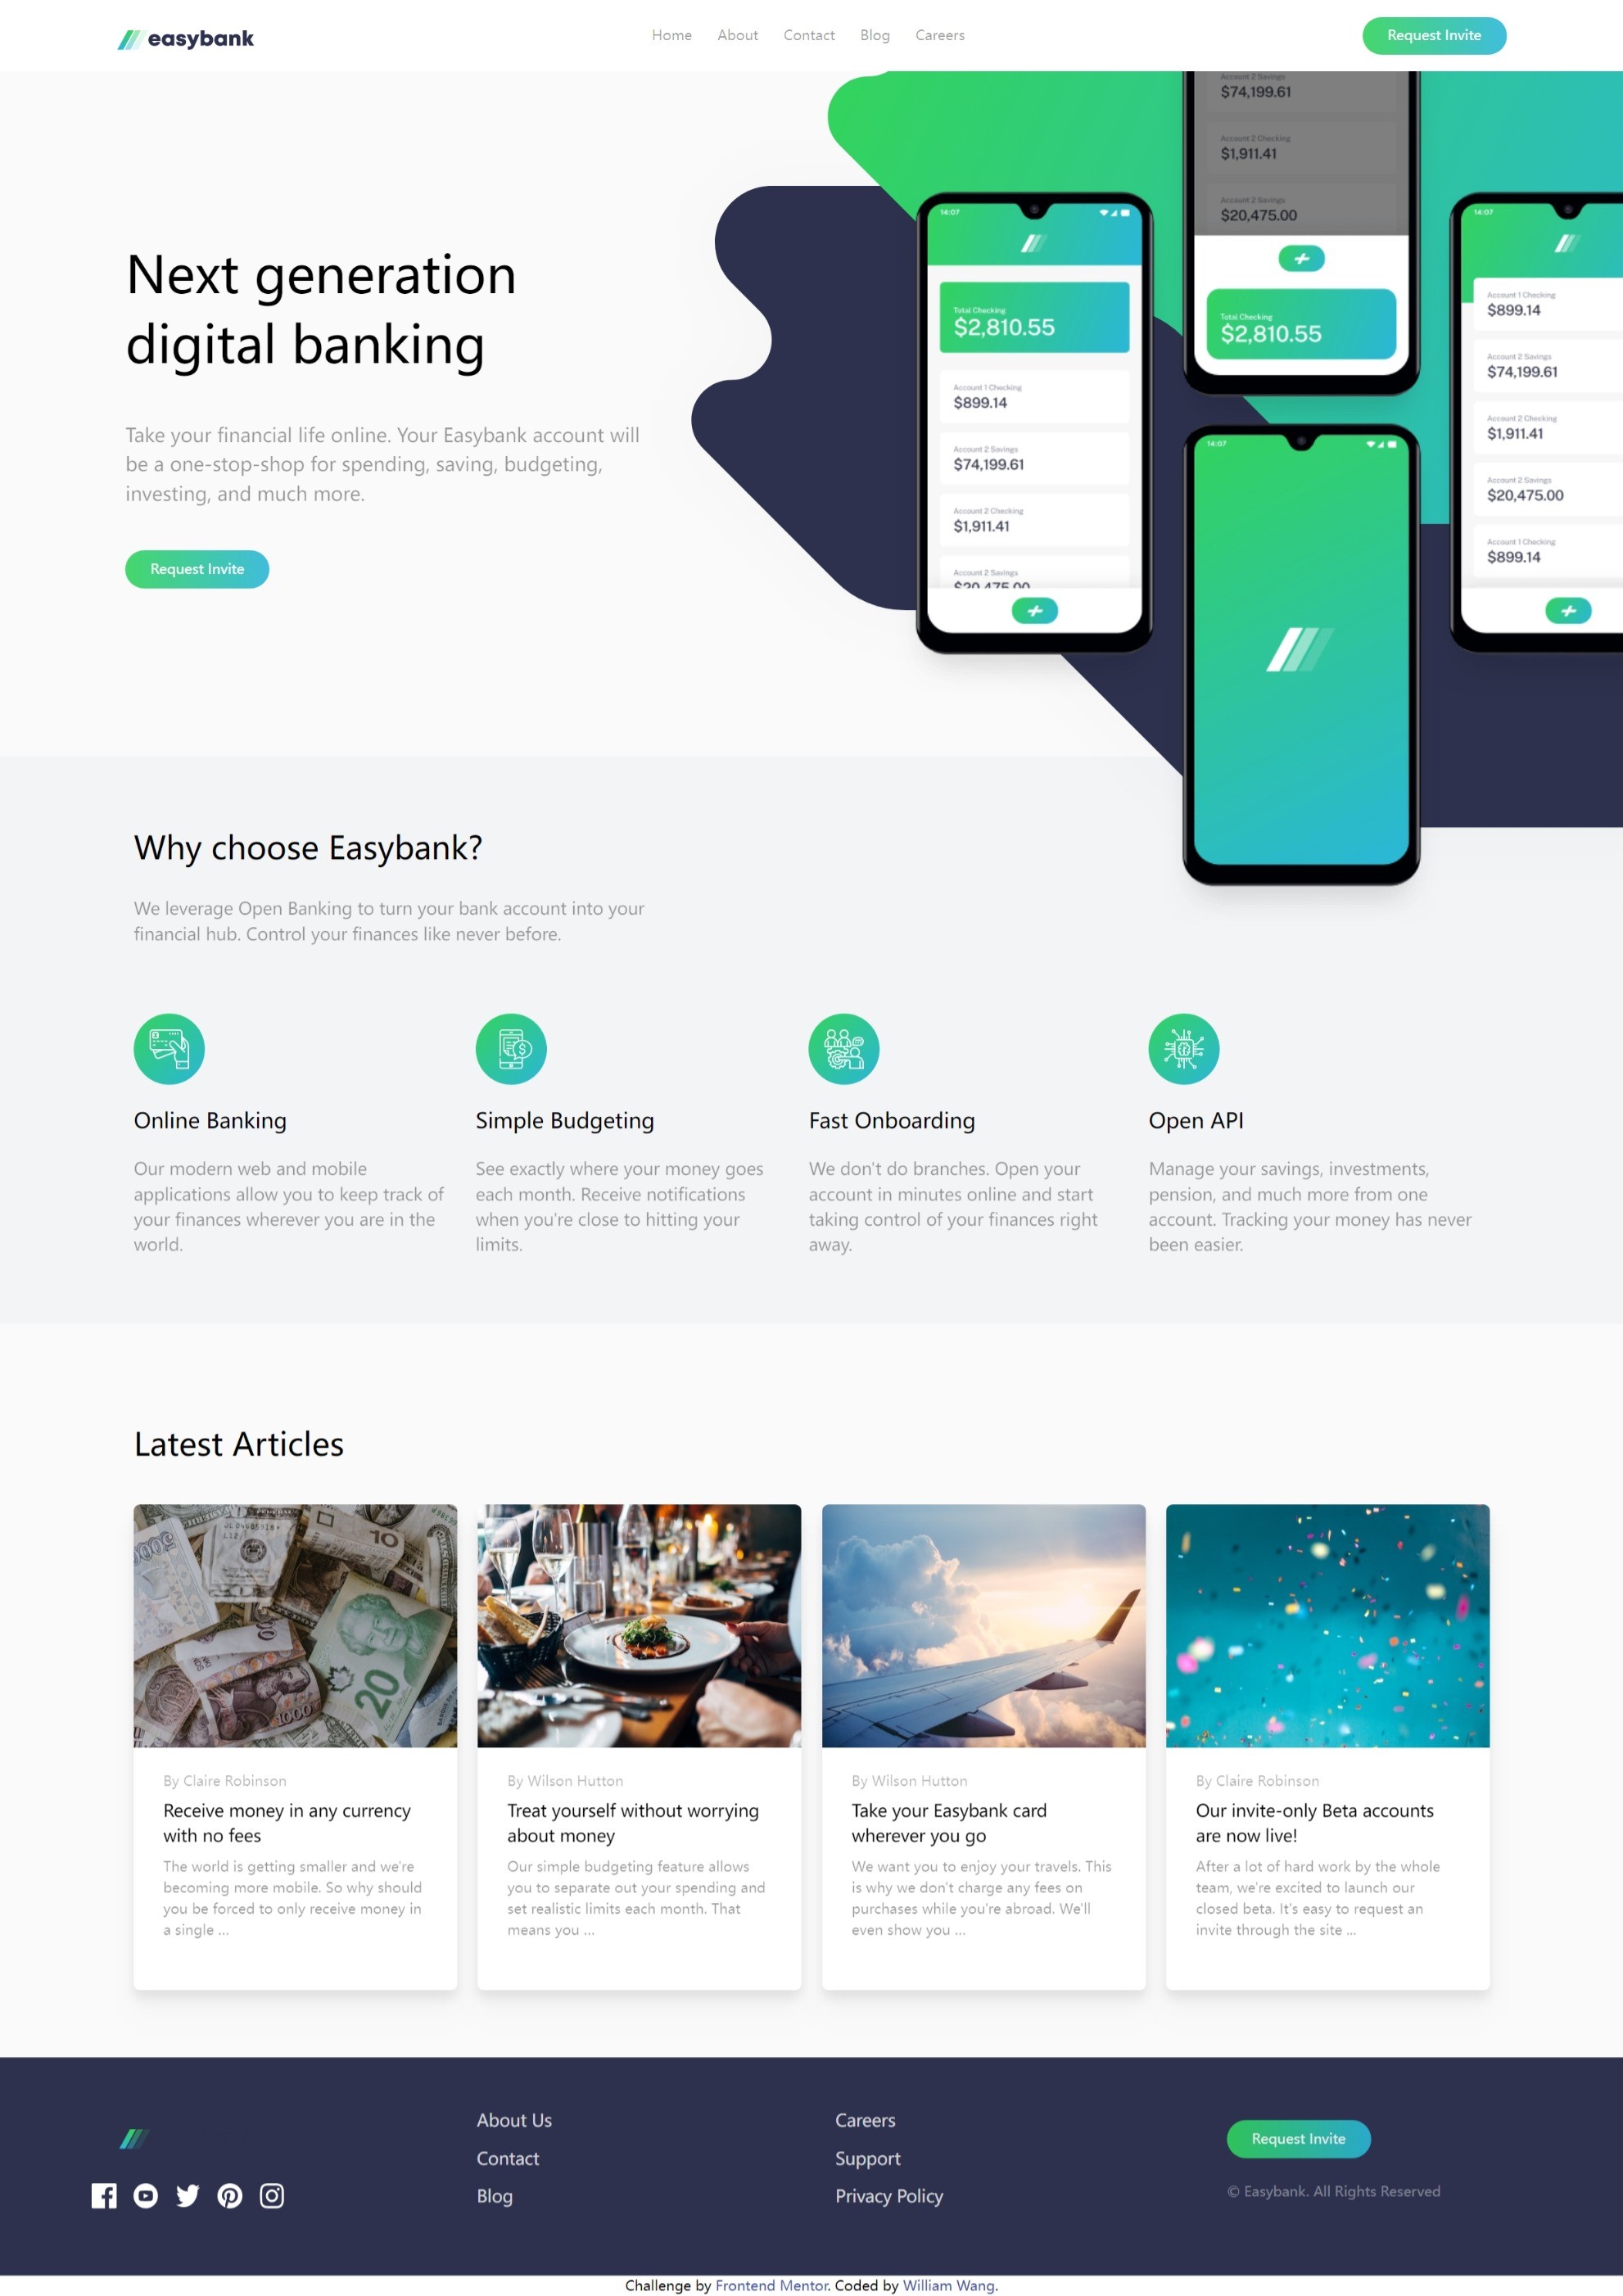 easybank
Home About Contact Blog Careers
Request Invite
Next generation
digital banking
Take your financial life online. Your Easybank account will
be a one-stop-shop for spending, saving, budgeting,
investing, and much more.
Request Invite
14:07
Total Checking
$2,810.55
Account 1 Checking
$899.14
Account 2 Savings
$74,199.61
Account 2 Checking
$1,911.41
Account 2 Savings
$20,475.00
Account 2 Savings
$74,199.61
Account 2 Checking
$1,911.41
Account 2 Savings
$20,475.00
Total Checking
$2,810.55
14:07
14:07
Account 1 Checking
$899.14
Account 2 Savings
$74,199.61
Account 2 Checking
$1,911.41
Account 2 Savings
$20,475.00
Account 1 Checking
$899.14
Why choose Easybank?
We leverage Open Banking to turn your bank account into your
financial hub. Control your finances like never before.
Online Banking
Our modern web and mobile
applications allow you to keep track of
your finances wherever you are in the
world.
Simple Budgeting
See exactly where your money goes
each month. Receive notifications
when you're close to hitting your
limits.
Fast Onboarding
We don't do branches. Open your
account in minutes online and start
taking control of your finances right
away.
Open API
Manage your savings, investments,
pension, and much more from one
account. Tracking your money has never
been easier.
Latest Articles
10
20
1000
By Claire Robinson
Receive money in any currency
with no fees
The world is getting smaller and we're
becoming more mobile. So why should
you be forced to only receive money in
a single ...
By Wilson Hutton
Treat yourself without worrying
about money
Our simple budgeting feature allows
you to separate out your spending and
set realistic limits each month. That
means you ...
By Wilson Hutton
Take your Easybank card
wherever you go
We want you to enjoy your travels. This
is why we don't charge any fees on
purchases while you're abroad. We'll
even show you ...
By Claire Robinson
Our invite-only Beta accounts
are now live!
After a lot of hard work by the whole
team, we're excited to launch our
closed beta. It's easy to request an
invite through the site ...
About Us
Contact
Blog
Careers
Support
Privacy Policy
Request Invite
© Easybank. All Rights Reserved
Challenge by Frontend Mentor. Coded by William Wang.